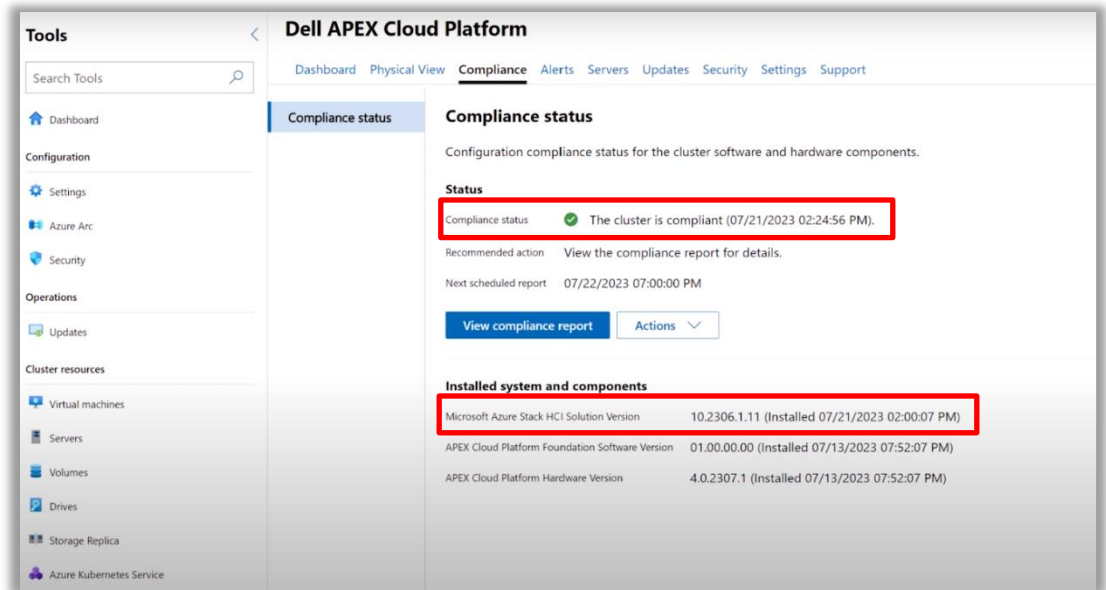 Tools
Search Tools
Dashboard
Configuration
Settings
Azure Arc
Security
Operations
Updates
Cluster resources
Virtual machines
Servers
Volumes
Drives
Storage Replica
Azure Kubernetes Service
Dell APEX Cloud Platform
Dashboard Physical View Compliance Alerts Servers Updates Security Settings Support
Compliance status
Compliance status
Configuration compliance status for the cluster software and hardware components.
Status
Compliance status The cluster is compliant (07/21/2023 02:24:56 PM).
Recommended action View the compliance report for details.
Next scheduled report 07/22/2023 07:00:00 PM
View compliance report Actions
Installed system and components
Microsoft Azure Stack HCI Solution Version 10.2306.1.11 (Installed 07/21/2023 02:00:07 PM)
APEX Cloud Platform Foundation Software Version 01.00.00.00 (Installed 07/13/2023 07:52:07 PM)
APEX Cloud Platform Hardware Version 4.0.2307.1 (Installed 07/13/2023 07:52:07 PM)